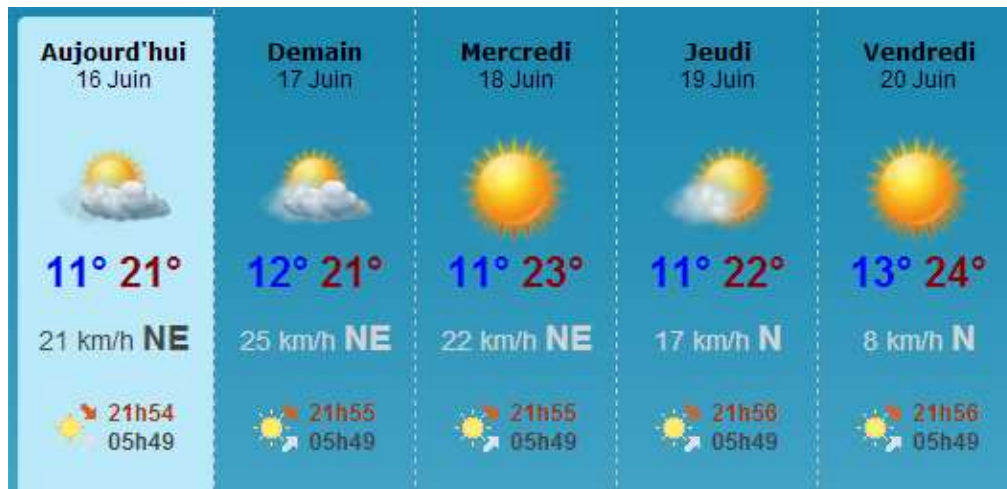 Aujourd'hui
16 Juin
11° 21°
21 km/h NE
21h54
05h49
Demain
17 Juin
12° 21°
25 km/h NE
21h55
05h49
Mercredi
18 Juin
11° 23°
22 km/h NE
21h55
05h49
Jeudi
19 Juin
11° 22°
17 km/h N
21h56
05h49
Vendredi
20 Juin
13° 24°
8 km/h N
21h56
05h49